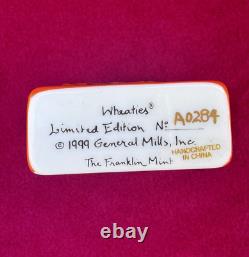 Wheaties®
Limited Edition No. A0284
© 1999 General Mills, Inc.
HANDCRAFTED
IN CHINA
The Franklin Mint